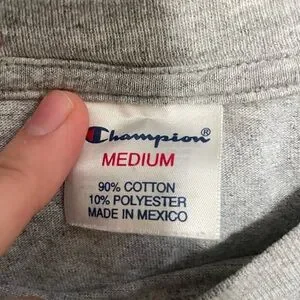 Champion®
MEDIUM
90% COTTON
10% POLYESTER
MADE IN MEXICO